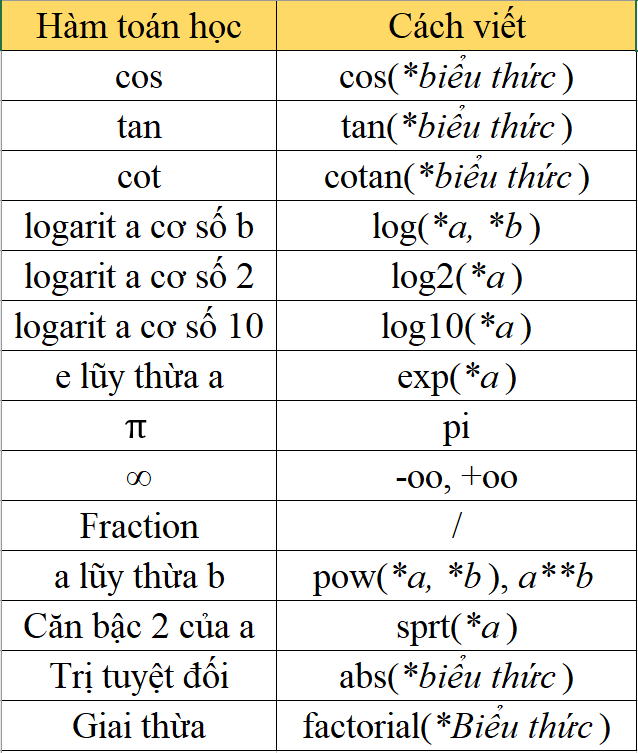 Hàm toán học Cách viết
cos cos(*biểu thức)
tan tan(*biểu thức)
cot cotan(*biểu thức)
logarit a cơ số b log(*a, *b)
logarit a cơ số 2 log2(*a)
logarit a cơ số 10 log10(*a)
e lũy thừa a exp(*a)
π pi
∞ -oo, +oo
Fraction /
a lũy thừa b pow(*a, *b), a**b
Căn bậc 2 của a sprt(*a)
Trị tuyệt đối abs(*biểu thức)
Giai thừa factorial(*Biểu thức)